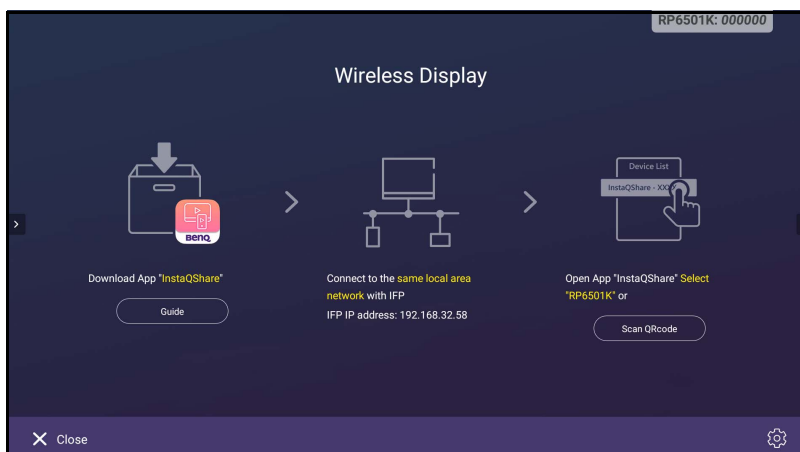 RP6501K: 000000
Wireless Display
Device List
InstaQShare - XXXX
BenQ
Download App "InstaQShare"
Guide
Connect to the same local area
network with IFP
IFP IP address: 192.168.32.58
Open App "InstaQShare" Select
"RP6501K" or
Scan QRcode
Close